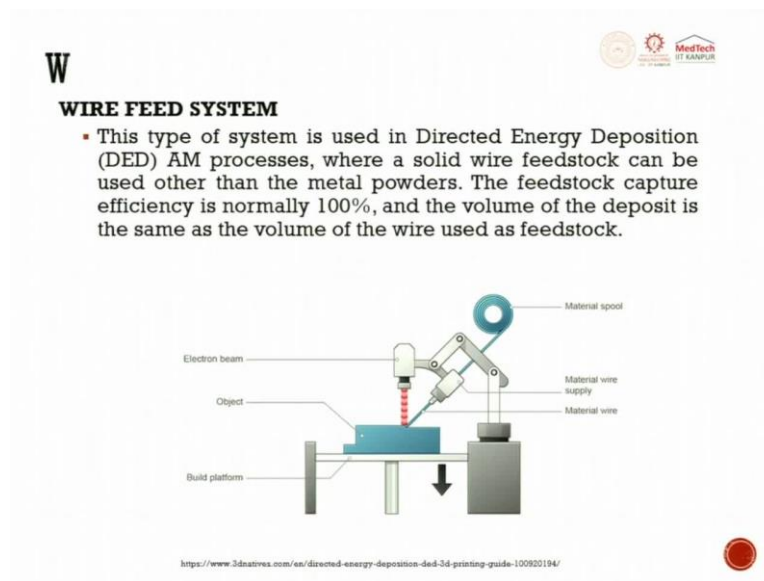 MedTech
IIT KANPUR
W
WIRE FEED SYSTEM
▪ This type of system is used in Directed Energy Deposition
(DED) AM processes, where a solid wire feedstock can be
used other than the metal powders. The feedstock capture
efficiency is normally 100%, and the volume of the deposit is
the same as the volume of the wire used as feedstock.
Material spool
Electron beam
Material wire
supply
Object
Material wire
Build platform
https://www.3dnatives.com/en/directed-energy-deposition-ded-3d-printing-guide-100920194/